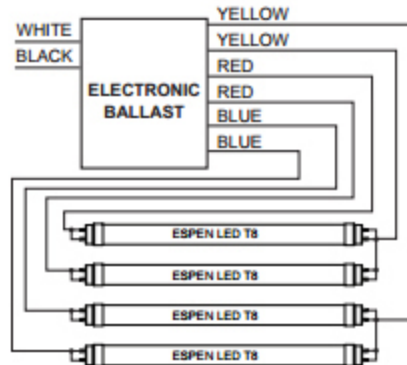 YELLOW
WHITE
YELLOW
BLACK
RED
ELECTRONIC
BALLAST
RED
BLUE
BLUE
ESPEN LED T8
ESPEN LED T8
ESPEN LED T8
ESPEN LED T8